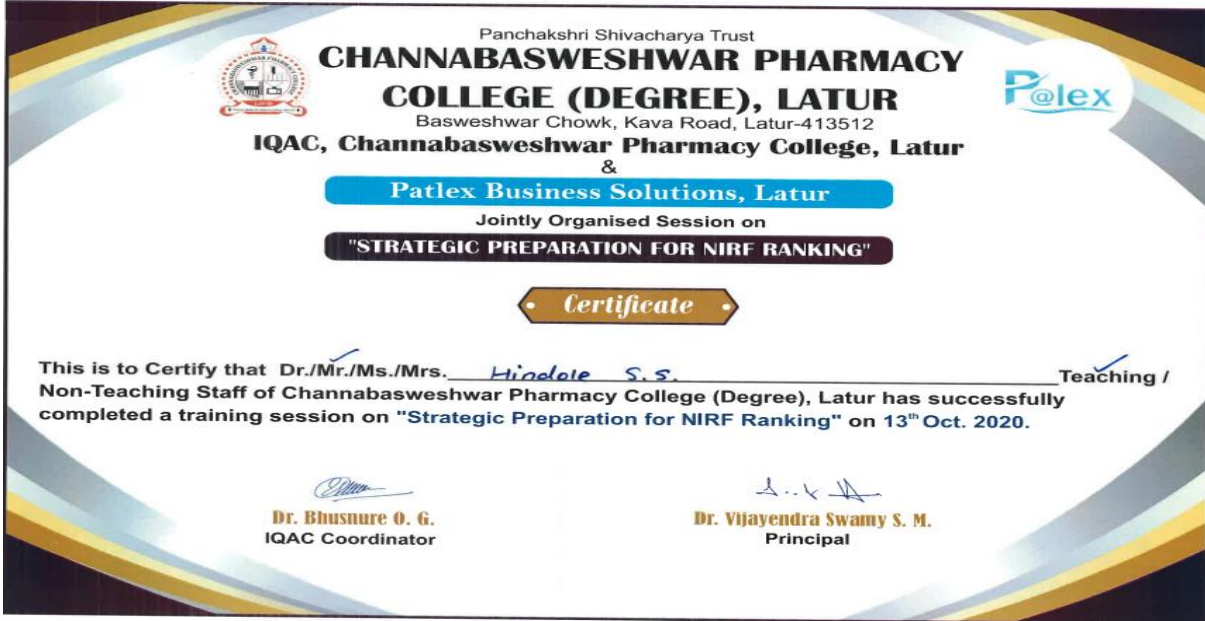 Panchakshri Shivacharya Trust
CHANNABASWESHWAR PHARMACY
COLLEGE (DEGREE), LATUR
Basweshwar Chowk, Kava Road, Latur-413512
P@lex
IQAC, Channabasweshwar Pharmacy College, Latur
&
Patlex Business Solutions, Latur
Jointly Organised Session on
"STRATEGIC PREPARATION FOR NIRF RANKING"
Certificate
This is to Certify that Dr./Mr./Ms./Mrs. Hindole S.S. Teaching /
Non-Teaching Staff of Channabasweshwar Pharmacy College (Degree), Latur has successfully
completed a training session on "Strategic Preparation for NIRF Ranking" on 13th Oct. 2020.
Dr. Bhusnure O. G.
IQAC Coordinator
Dr. Vijayendra Swamy S. M.
Principal